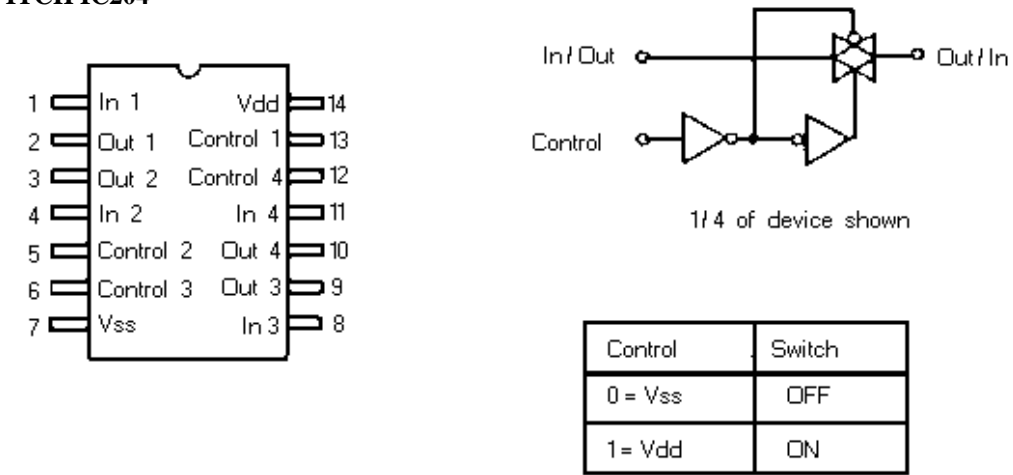 1 In 1 Vdd 14
2 Out 1 Control 1 13
3 Out 2 Control 4 12
4 In 2 In 4 11
5 Control 2 Out 4 10
6 Control 3 Out 3 9
7 Vss In 3 8
In/Out Out/In
Control
1/4 of device shown
Control Switch
0 = Vss OFF
1= Vdd ON